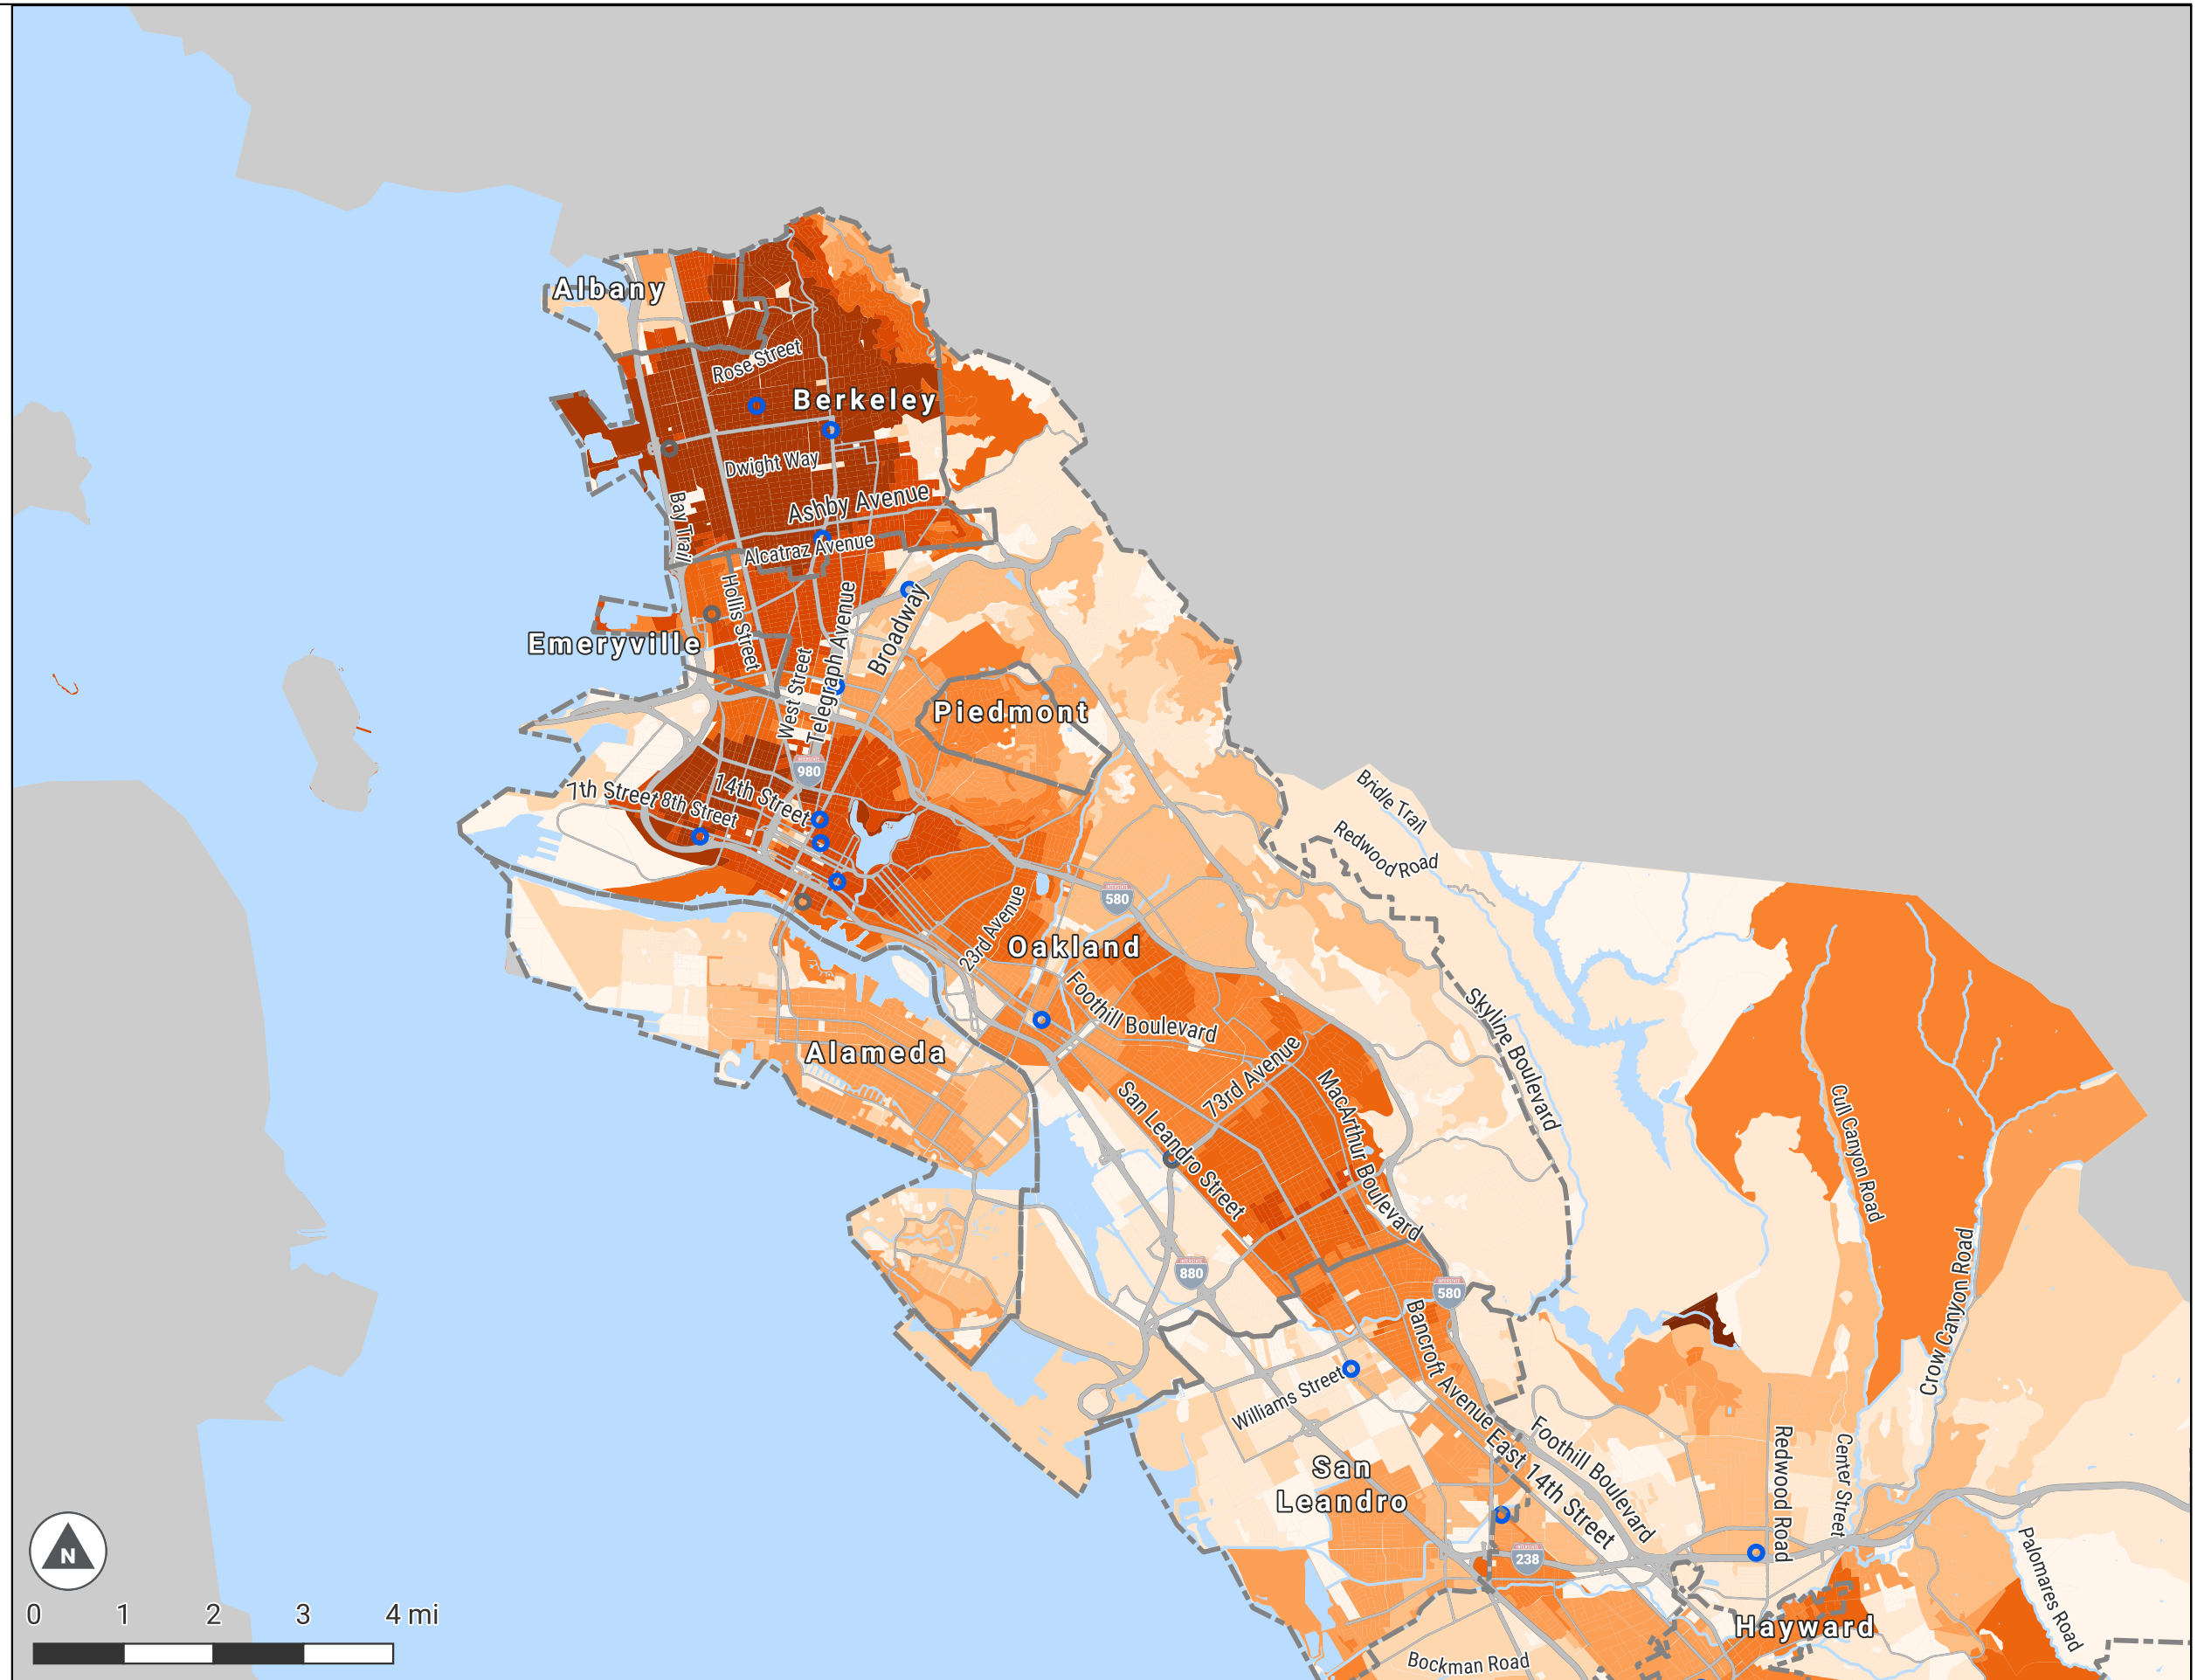 Albany
Rose Street
Berkeley
Dwight Way
Bay Trail
Ashby Avenue
Alcatraz Avenue
Hollis Street
Emeryville
West Street
Telegraph Avenue
Broadway
Piedmont
980
7th Street
8th Street
14th Street
Bridle Trail
Redwood Road
580
23rd Avenue
Oakland
Foothill Boulevard
Skyline Boulevard
Alameda
73rd Avenue
San Leandro Street
MacArthur Boulevard
Cull Canyon Road
Crow Canyon Road
880
580
Bancroft Avenue
Williams Street
East 14th Street
Foothill Boulevard
San
Leandro
Redwood Road
Center Street
238
Palomares Road
Hayward
Bockman Road
N
0 1 2 3 4 mi